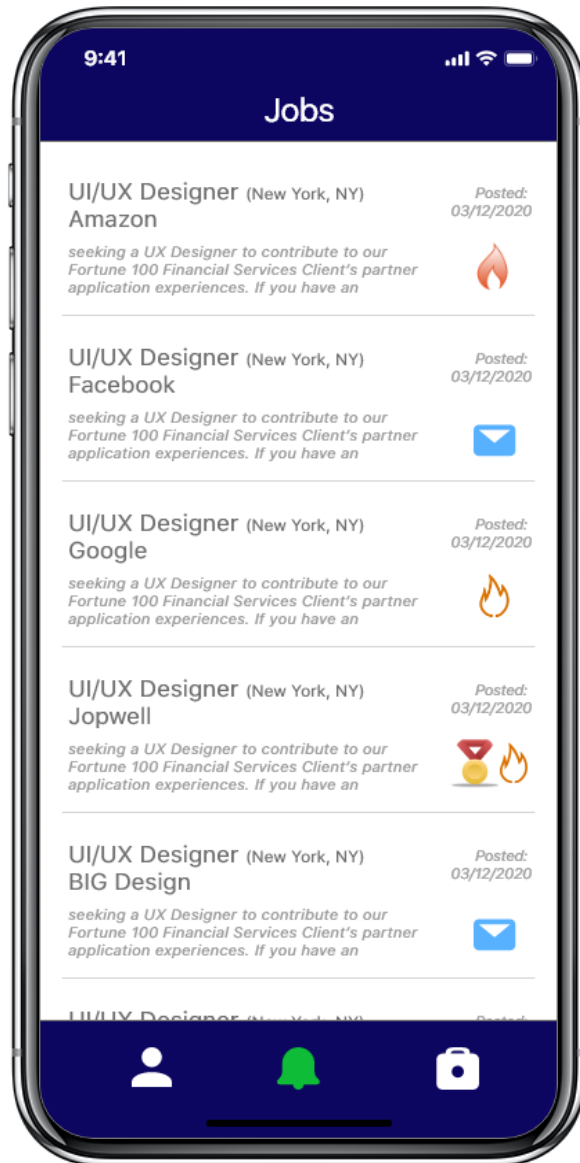 9:41
Jobs
UI/UX Designer (New York, NY)
Posted:
Amazon
03/12/2020
seeking a UX Designer to contribute to our
Fortune 100 Financial Services Client's partner
application experiences. If you have an
UI/UX Designer (New York, NY)
Posted:
Facebook
03/12/2020
seeking a UX Designer to contribute to our
Fortune 100 Financial Services Client's partner
application experiences. If you have an
UI/UX Designer (New York, NY)
Posted:
Google
03/12/2020
seeking a UX Designer to contribute to our
Fortune 100 Financial Services Client's partner
application experiences. If you have an
UI/UX Designer (New York, NY)
Posted:
Jopwell
03/12/2020
seeking a UX Designer to contribute to our
Fortune 100 Financial Services Client's partner
application experiences. If you have an
UI/UX Designer (New York, NY)
Posted:
BIG Design
03/12/2020
seeking a UX Designer to contribute to our
Fortune 100 Financial Services Client's partner
application experiences. If you have an
UI/UX Designer (New York, NY)
Posted: